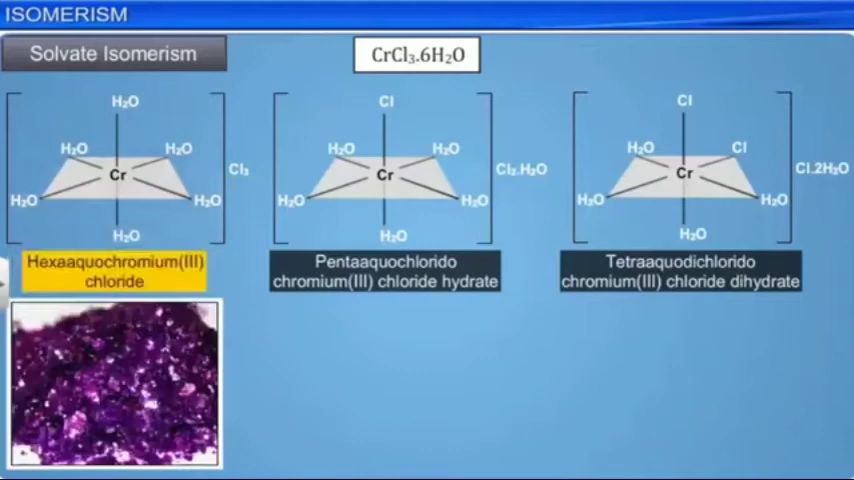 ISOMERISM
Solvate Isomerism
CrCl₃.6H₂O
H₂O
H₂O H₂O
Cr
H₂O H₂O
H₂O
Cl₃
Hexaaquochromium(III)
chloride
Cl
H₂O H₂O
Cr
H₂O H₂O
H₂O
Cl₂.H₂O
Pentaaquochlorido
chromium(III) chloride hydrate
Cl
H₂O Cl
Cr
H₂O H₂O
H₂O
Cl.2H₂O
Tetraaquodichlorido
chromium(III) chloride dihydrate